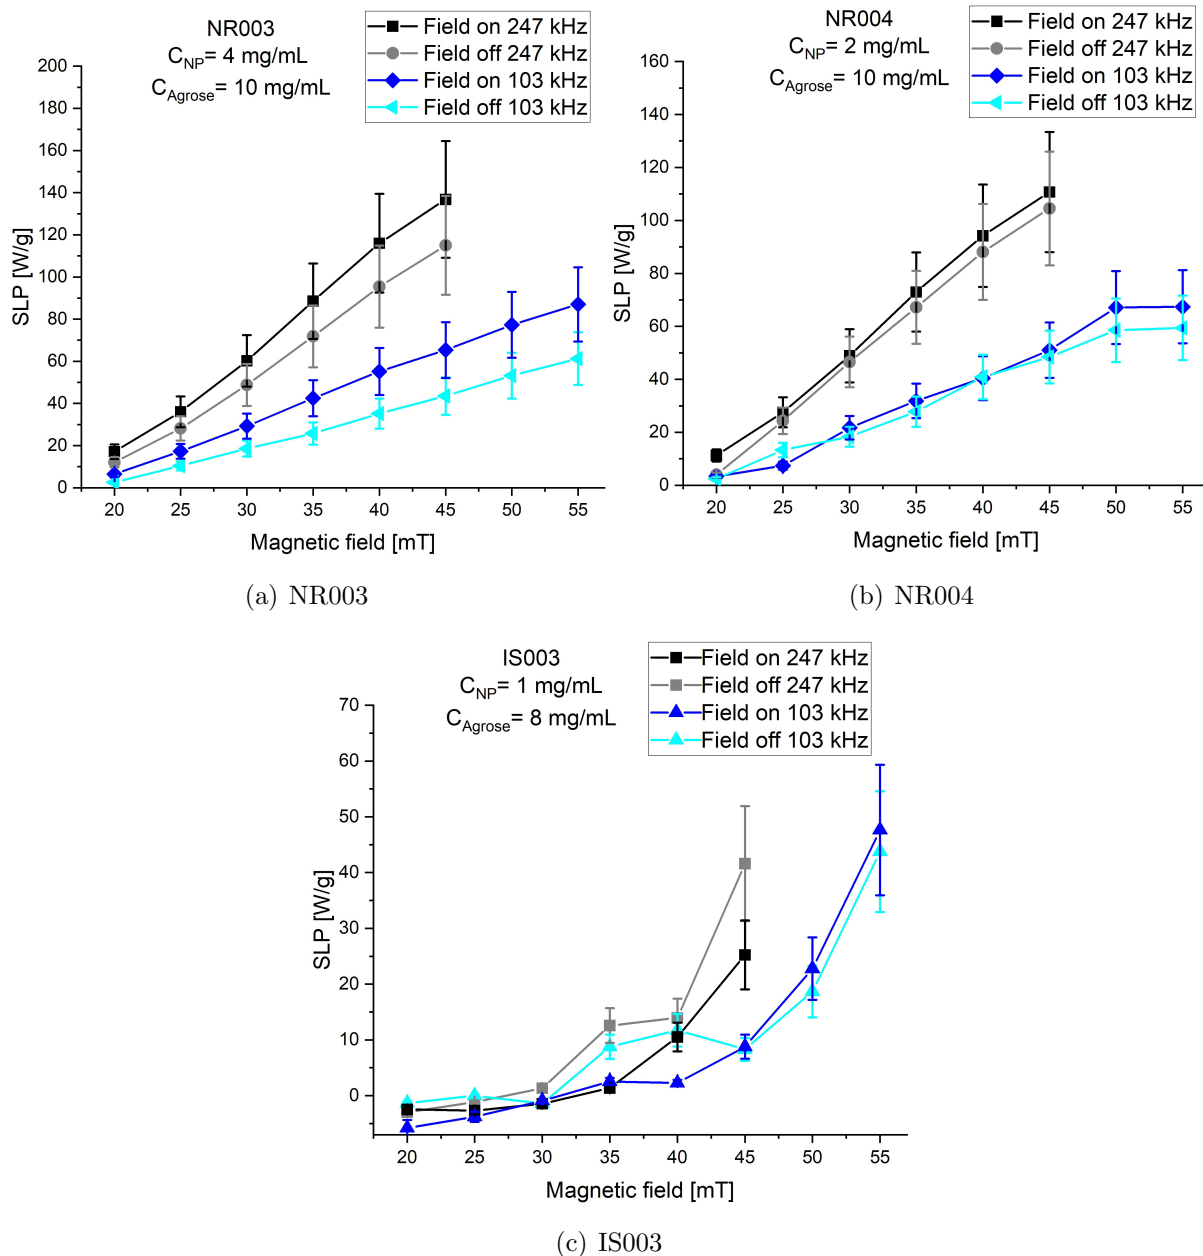 NR003
C_NP= 4 mg/mL
C_Agrose= 10 mg/mL
Field on 247 kHz
Field off 247 kHz
Field on 103 kHz
Field off 103 kHz
200
180
160
140
120
100
80
60
40
20
0
SLP [W/g]
20 25 30 35 40 45 50 55
Magnetic field [mT]
(a) NR003
NR004
C_NP= 2 mg/mL
C_Agrose= 10 mg/mL
Field on 247 kHz
Field off 247 kHz
Field on 103 kHz
Field off 103 kHz
160
140
120
100
80
60
40
20
0
SLP [W/g]
20 25 30 35 40 45 50 55
Magnetic field [mT]
(b) NR004
IS003
C_NP= 1 mg/mL
C_Agrose= 8 mg/mL
Field on 247 kHz
Field off 247 kHz
Field on 103 kHz
Field off 103 kHz
70
60
50
40
30
20
10
0
SLP [W/g]
20 25 30 35 40 45 50 55
Magnetic field [mT]
(c) IS003